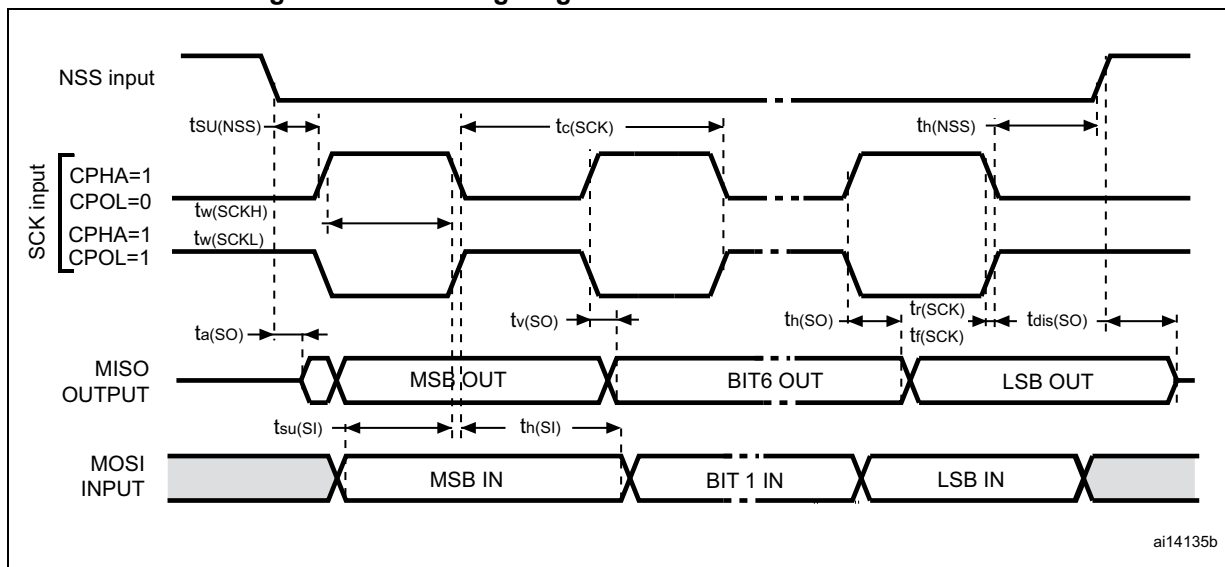 NSS input
tSU(NSS)
tc(SCK)
th(NSS)
SCK input
CPHA=1
CPOL=0
tw(SCKH)
CPHA=1
tw(SCKL)
CPOL=1
ta(SO)
tv(SO)
th(SO)
tr(SCK)
tf(SCK)
tdis(SO)
MISO
OUTPUT
MSB OUT
BIT6 OUT
LSB OUT
tsu(SI)
th(SI)
MOSI
INPUT
MSB IN
BIT 1 IN
LSB IN
ai14135b